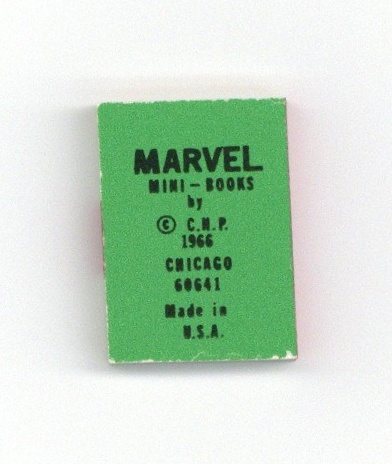 MARVEL
MINI-BOOKS
by
© C.M.P.
1966
CHICAGO
60641
Made in
U.S.A.